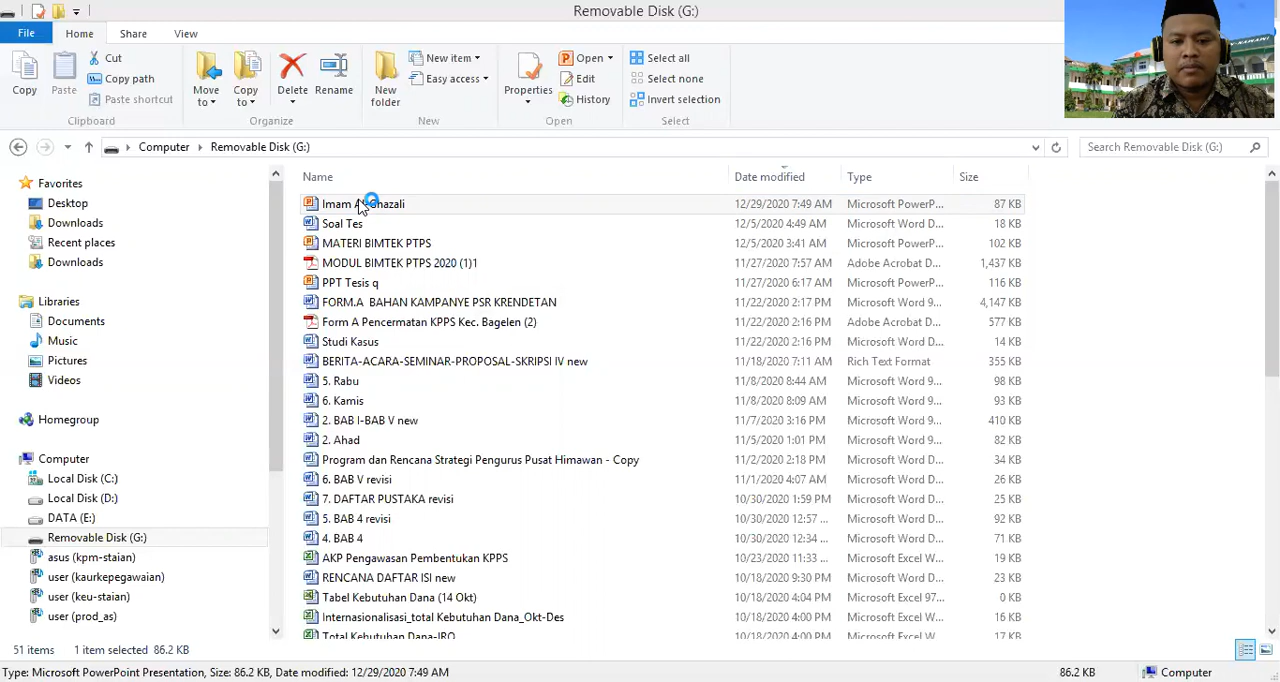 Removable Disk (G:)
File Home Share View
Copy
Paste
Cut
Copy path
Paste shortcut
Clipboard
Move to
Copy to
Delete
Rename
Organize
New folder
New item
Easy access
New
Properties
Open
Edit
History
Open
Select all
Select none
Invert selection
Select
Computer Removable Disk (G:)
Search Removable Disk (G:)
Favorites
Desktop
Downloads
Recent places
Downloads
Libraries
Documents
Music
Pictures
Videos
Homegroup
Computer
Local Disk (C:)
Local Disk (D:)
DATA (E:)
Removable Disk (G:)
asus (kpm-staian)
user (kaurkepegawaian)
user (keu-staian)
user (prod_as)
Name Date modified Type Size
Imam 12/29/2020 7:49 AM Microsoft PowerP... 87 KB
Soal Tes 12/5/2020 4:49 AM Microsoft Word D... 18 KB
MATERI BIMTEK PTPS 12/5/2020 3:41 AM Microsoft PowerP... 102 KB
MODUL BIMTEK PTPS 2020 (1)1 11/27/2020 7:57 AM Adobe Acrobat D... 1,437 KB
PPT Tesis q 11/27/2020 6:17 AM Microsoft PowerP... 116 KB
FORM.A BAHAN KAMPANYE PSR KRENDETAN 11/22/2020 2:17 PM Microsoft Word 9... 4,147 KB
Form A Pencermatan KPPS Kec. Bagelen (2) 11/22/2020 2:16 PM Adobe Acrobat D... 577 KB
Studi Kasus 11/22/2020 2:16 PM Microsoft Word D... 14 KB
BERITA-ACARA-SEMINAR-PROPOSAL-SKRIPSI IV new 11/18/2020 7:11 AM Rich Text Format 355 KB
5. Rabu 11/8/2020 8:44 AM Microsoft Word 9... 98 KB
6. Kamis 11/8/2020 8:09 AM Microsoft Word 9... 93 KB
2. BAB I-BAB V new 11/7/2020 3:16 PM Microsoft Word 9... 410 KB
2. Ahad 11/5/2020 1:01 PM Microsoft Word 9... 82 KB
Program dan Rencana Strategi Pengurus Pusat Himawan - Copy 11/2/2020 2:18 PM Microsoft Word D... 34 KB
6. BAB V revisi 11/1/2020 4:07 AM Microsoft Word D... 26 KB
7. DAFTAR PUSTAKA revisi 10/30/2020 1:59 PM Microsoft Word D... 25 KB
5. BAB 4 revisi 10/30/2020 12:57 ... Microsoft Word D... 92 KB
4. BAB 4 10/30/2020 12:34 ... Microsoft Word D... 71 KB
AKP Pengawasan Pembentukan KPPS 10/23/2020 11:33 ... Microsoft Excel W... 19 KB
RENCANA DAFTAR ISI new 10/18/2020 9:30 PM Microsoft Word D... 23 KB
Tabel Kebutuhan Dana (14 Okt) 10/18/2020 4:04 PM Microsoft Excel 97... 0 KB
Internasionalisasi_total Kebutuhan Dana_Okt-Des 10/18/2020 4:00 PM Microsoft Excel W... 16 KB
Total Kebutuhan Dana-IRO 10/18/2020 4:00 PM Microsoft Excel W... 17 KB
51 items 1 item selected 86.2 KB
Type: Microsoft PowerPoint Presentation, Size: 86.2 KB, Date modified: 12/29/2020 7:49 AM 86.2 KB Computer